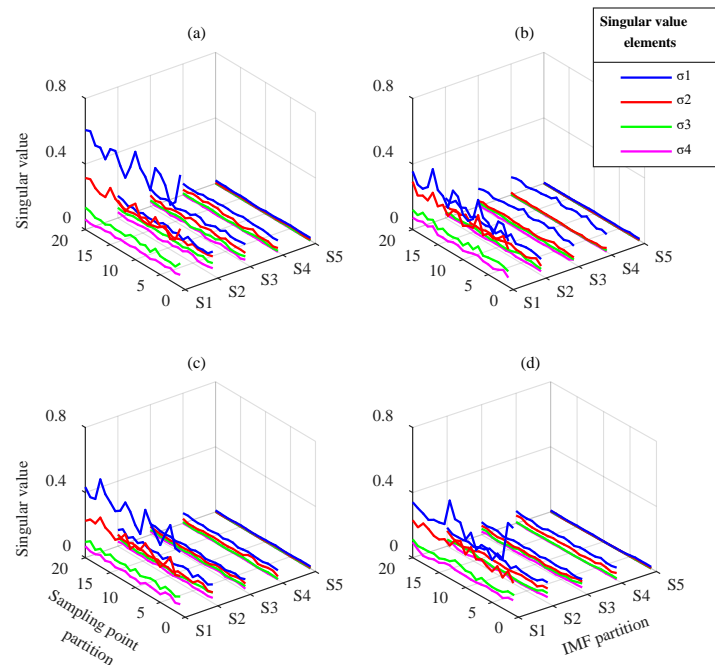 (a)
(b)
Singular value
elements
σ1
σ2
σ3
σ4
0.8
0.4
0
20
15
10
5
0
S1
S2
S3
S4
S5
Singular value
0.8
0.4
0
20
15
10
5
0
S1
S2
S3
S4
S5
(c)
(d)
0.8
0.4
0
20
15
10
5
0
S1
S2
S3
S4
S5
Singular value
Sampling point
partition
0.8
0.4
0
20
15
10
5
0
S1
S2
S3
S4
S5
IMF partition